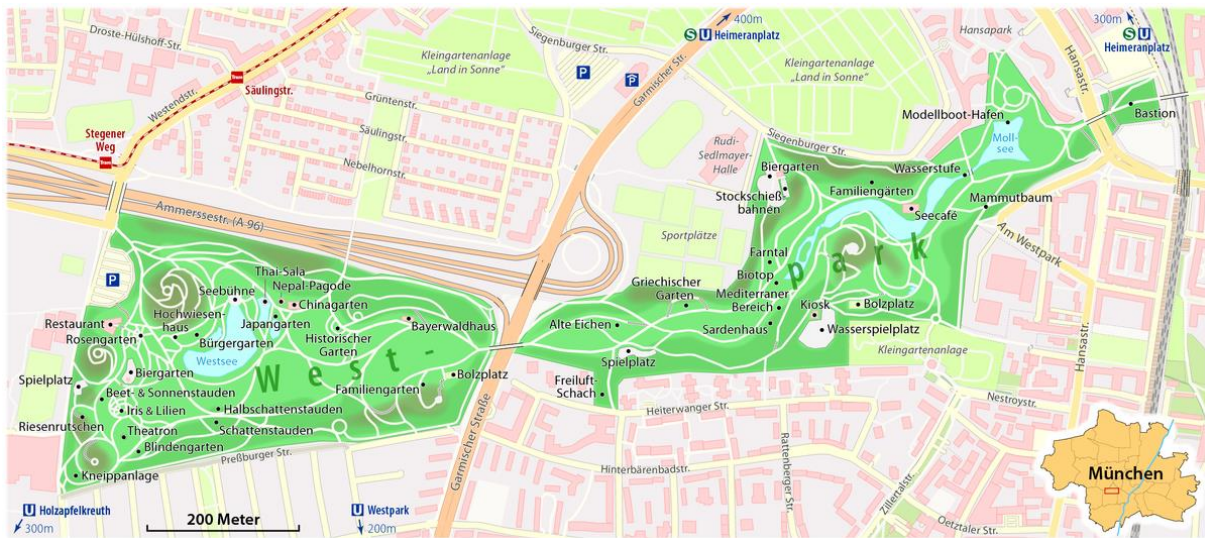 Droste-Hülshoff-Str.
Westendstr.
Tram
Säulingstr.
Stegener
Weg
Tram
Grüntenstr.
Säulingstr.
Nebelhornstr.
Ammerssestr. (A 96)
Kleingartenanlage
„Land in Sonne“
Siegenburger Str.
P
P
Garmischer Str.
400m
S U Heimeranplatz
Kleingartenanlage
„Land in Sonne“
Hansapark
Hansastr.
300m
S U
Heimeranplatz
Modellboot-Hafen
Moll-
see
Bastion
Siegenburger Str.
Rudi-
Sedlmayer-
Halle
Biergarten
Stockschieß-
bahnen
Wasserstufe
Familiengärten
Seecafé
Mammutbaum
Am Westpark
Sportplätze
Farntal
Biotop
Mediterraner
Bereich
Sardenhaus
Griechischer
Garten
Kiosk
Bolzplatz
Wasserspielplatz
Kleingartenanlage
Hansastr.
Nestroystr.
park
P
Thai-Sala
Nepal-Pagode
Seebühne
Chinagarten
Hochwiesen-
haus
Japangarten
Restaurant
Rosengarten
Bürgergarten
Historischer
Garten
Bayerwaldhaus
Westsee
West-
Alte Eichen
Spielplatz
Biergarten
Spielplatz
Beet- & Sonnenstauden
Familiengarten
Bolzplatz
Freiluft-
Schach
Iris & Lilien
Halbschattenstauden
Riesenrutschen
Schattenstauden
Theatron
Blindengarten
Kneippanlage
Preßburger Str.
Garmischer Straße
Heiterwanger Str.
Hinterbärenbadstr.
Rattenberger Str.
Zillertalstr.
Oetztaler Str.
München
U Holzapfelkreuth
300m
200 Meter
U Westpark
200m